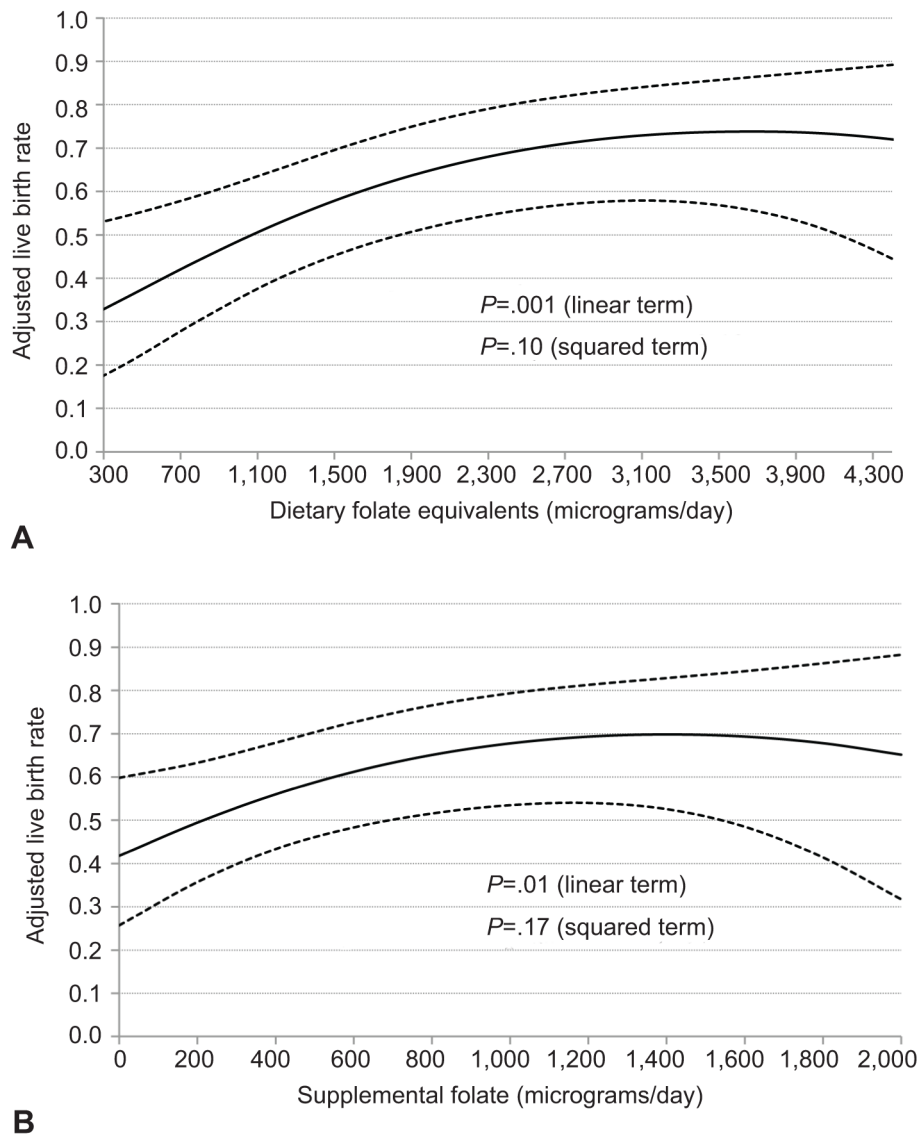 1.0
0.9
0.8
0.7
0.6
0.5
0.4
0.3
0.2
0.1
0.0
Adjusted live birth rate
P=.001 (linear term)
P=.10 (squared term)
300 700 1,100 1,500 1,900 2,300 2,700 3,100 3,500 3,900 4,300
Dietary folate equivalents (micrograms/day)
A
1.0
0.9
0.8
0.7
0.6
0.5
0.4
0.3
0.2
0.1
0.0
Adjusted live birth rate
P=.01 (linear term)
P=.17 (squared term)
0 200 400 600 800 1,000 1,200 1,400 1,600 1,800 2,000
Supplemental folate (micrograms/day)
B